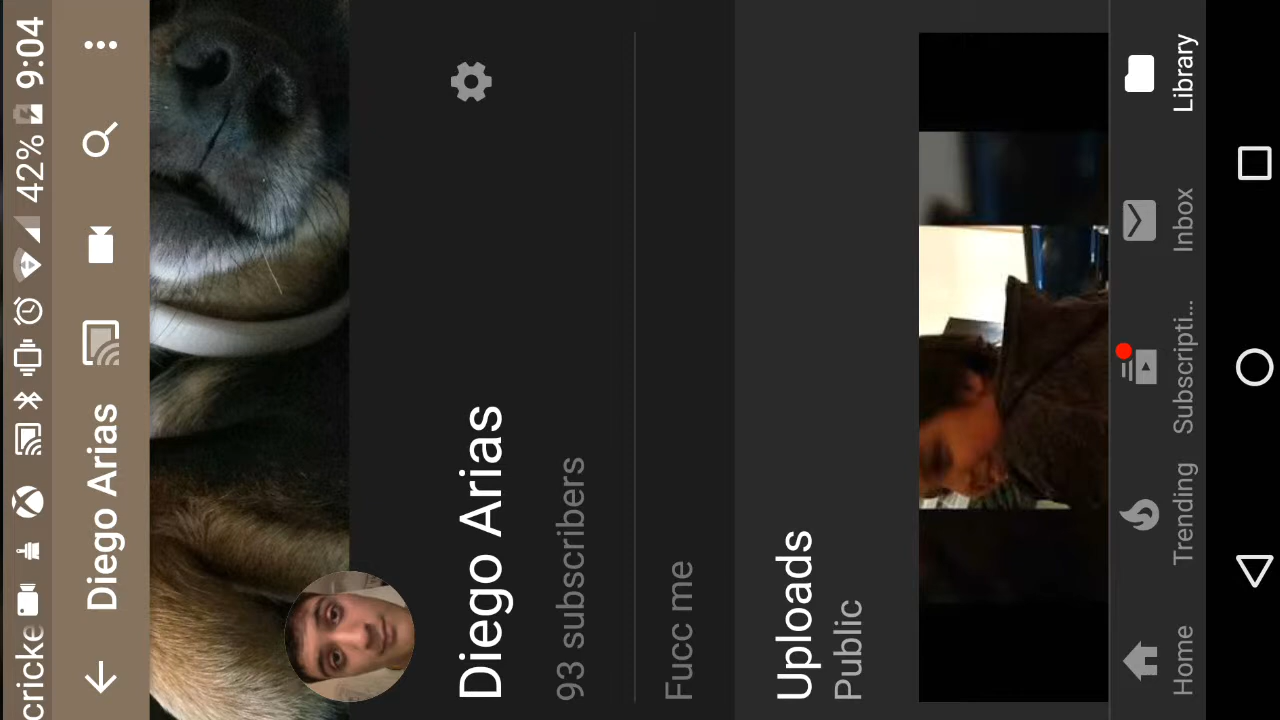 cricke 42% 9:04
Diego Arias
Diego Arias
93 subscribers
Fucc me
Uploads
Public
Home
Trending
Subscripti...
Inbox
Library